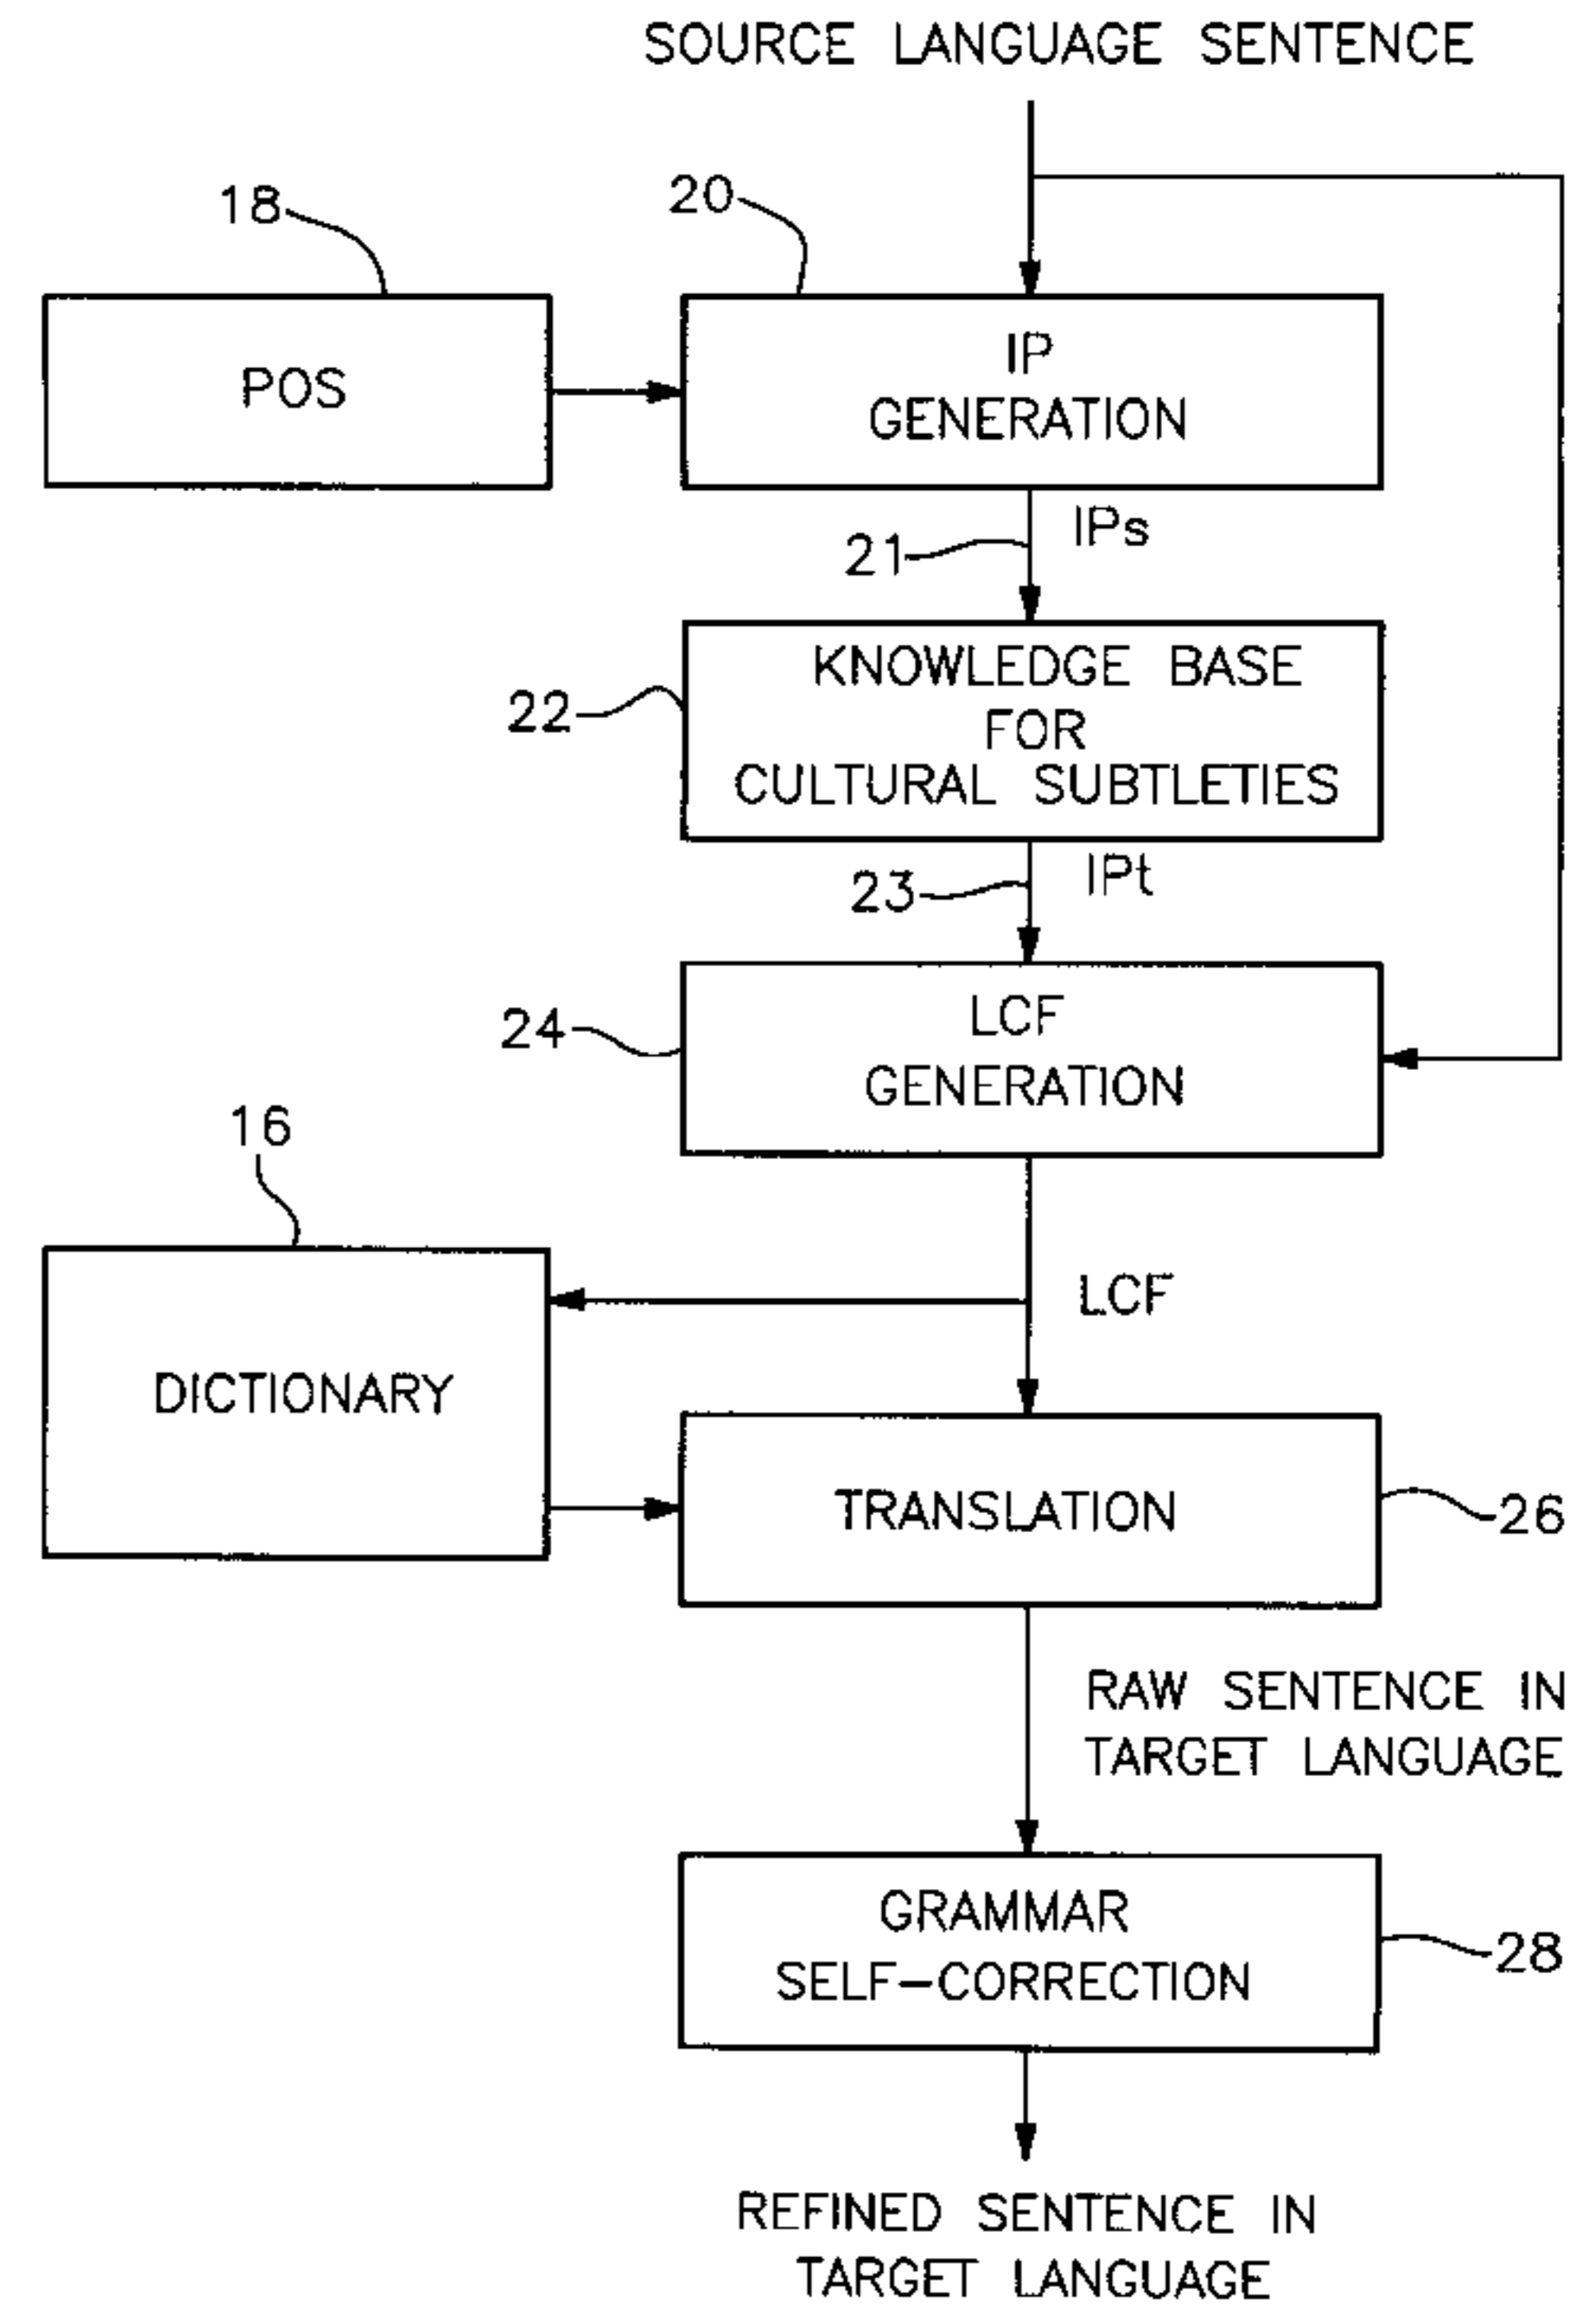 SOURCE LANGUAGE SENTENCE
18
20
POS
IP
GENERATION
IPs
21
KNOWLEDGE BASE
FOR
CULTURAL SUBTLETIES
22
IPt
23
LCF
GENERATION
24
16
LCF
DICTIONARY
TRANSLATION
26
RAW SENTENCE IN
TARGET LANGUAGE
GRAMMAR
SELF-CORRECTION
28
REFINED SENTENCE IN
TARGET LANGUAGE